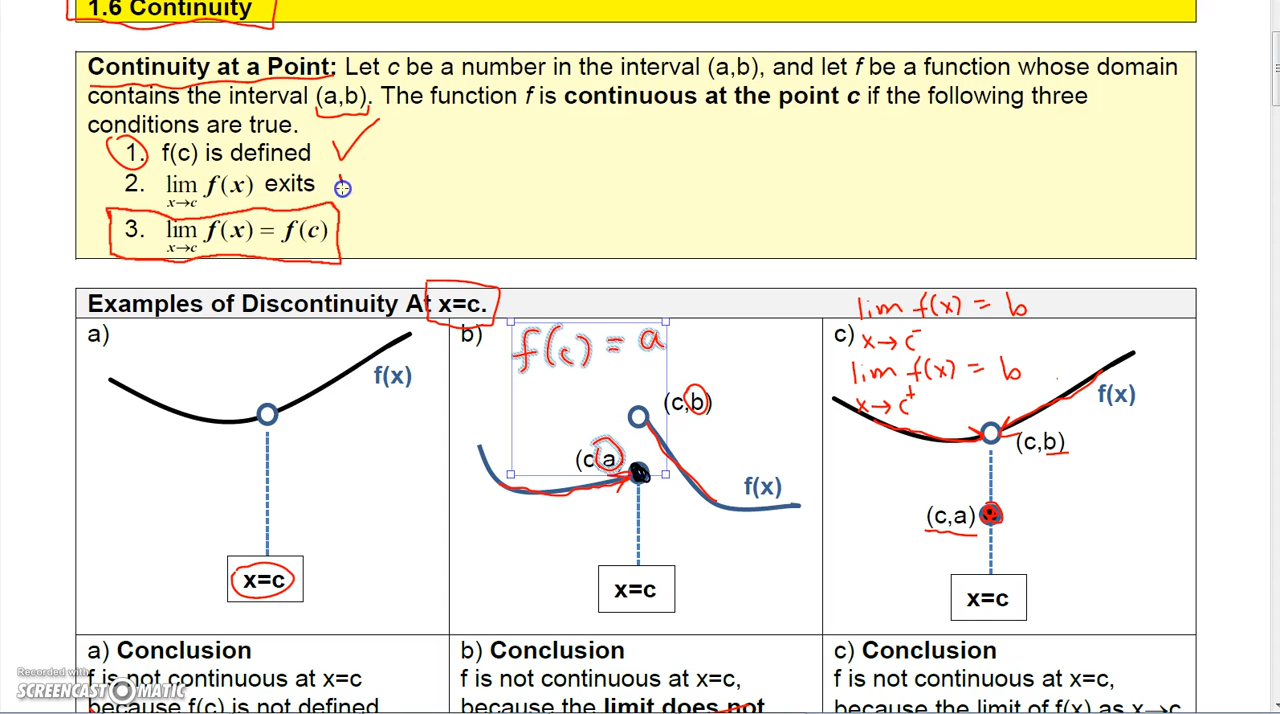 1.6 Continuity
Continuity at a Point: Let c be a number in the interval (a,b), and let f be a function whose domain
contains the interval (a,b). The function f is continuous at the point c if the following three
conditions are true.
1. f(c) is defined
2. lim f(x) exits
x→c
3. lim f(x) = f(c)
x→c
Examples of Discontinuity At x=c.
a)
f(x)
x=c
b)
f(c) = a
(c,b)
(c,a)
f(x)
x=c
c)
lim f(x) = b
x→c⁻
lim f(x) = b
x→c⁺
f(x)
(c,b)
(c,a)
x=c
a) Conclusion
f is not continuous at x=c
because f(c) is not defined
b) Conclusion
f is not continuous at x=c,
because the limit does not
c) Conclusion
f is not continuous at x=c,
because the limit of f(x) as x→c
Recorded with
SCREENCAST-O-MATIC